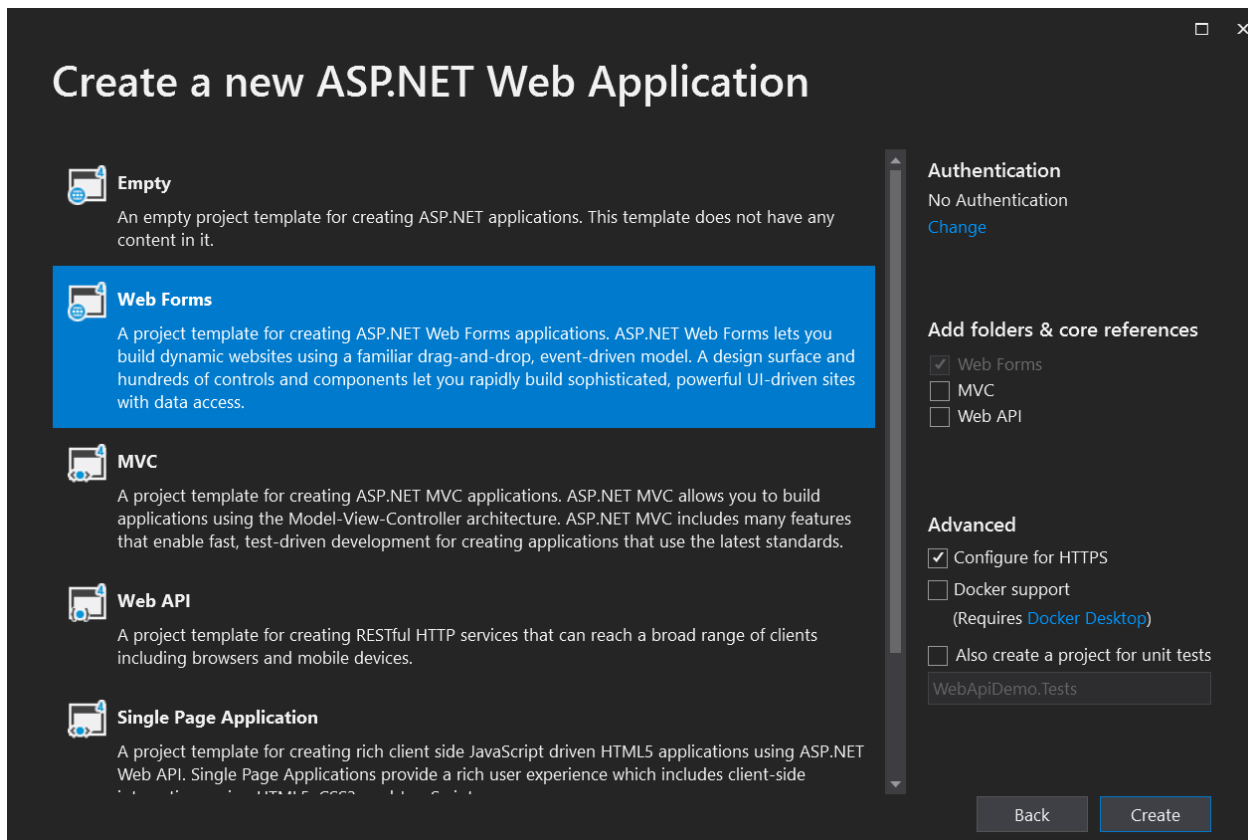 Create a new ASP.NET Web Application
Empty
An empty project template for creating ASP.NET applications. This template does not have any
content in it.
Web Forms
A project template for creating ASP.NET Web Forms applications. ASP.NET Web Forms lets you
build dynamic websites using a familiar drag-and-drop, event-driven model. A design surface and
hundreds of controls and components let you rapidly build sophisticated, powerful UI-driven sites
with data access.
MVC
A project template for creating ASP.NET MVC applications. ASP.NET MVC allows you to build
applications using the Model-View-Controller architecture. ASP.NET MVC includes many features
that enable fast, test-driven development for creating applications that use the latest standards.
Web API
A project template for creating RESTful HTTP services that can reach a broad range of clients
including browsers and mobile devices.
Single Page Application
A project template for creating rich client side JavaScript driven HTML5 applications using ASP.NET
Web API. Single Page Applications provide a rich user experience which includes client-side
Authentication
No Authentication
Change
Add folders & core references
Web Forms
MVC
Web API
Advanced
Configure for HTTPS
Docker support
(Requires Docker Desktop)
Also create a project for unit tests
WebApiDemo.Tests
Back
Create